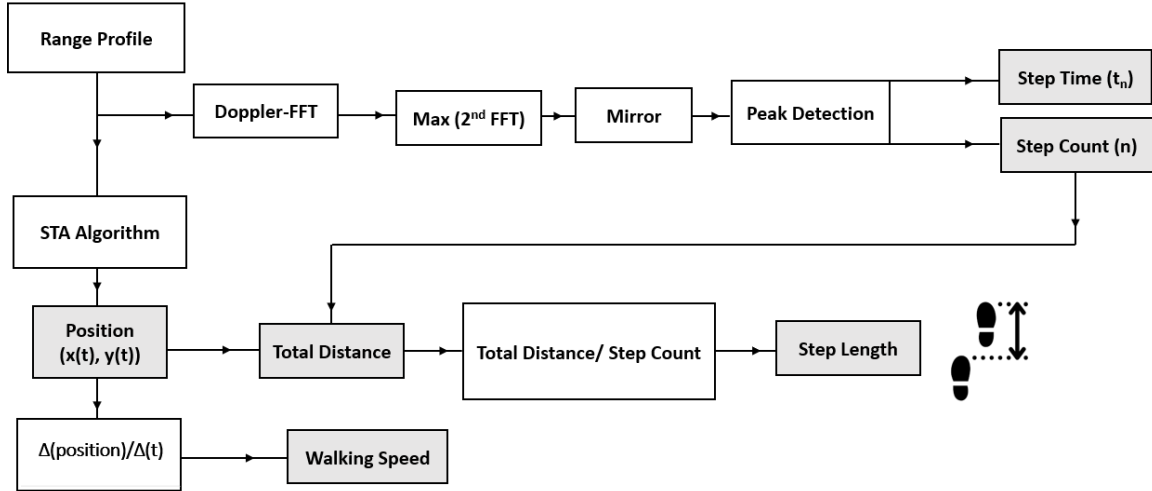 Range Profile
Doppler-FFT
Max (2nd FFT)
Mirror
Peak Detection
Step Time (tn)
Step Count (n)
STA Algorithm
Position
(x(t), y(t))
Total Distance
Total Distance/ Step Count
Step Length
Δ(position)/Δ(t)
Walking Speed